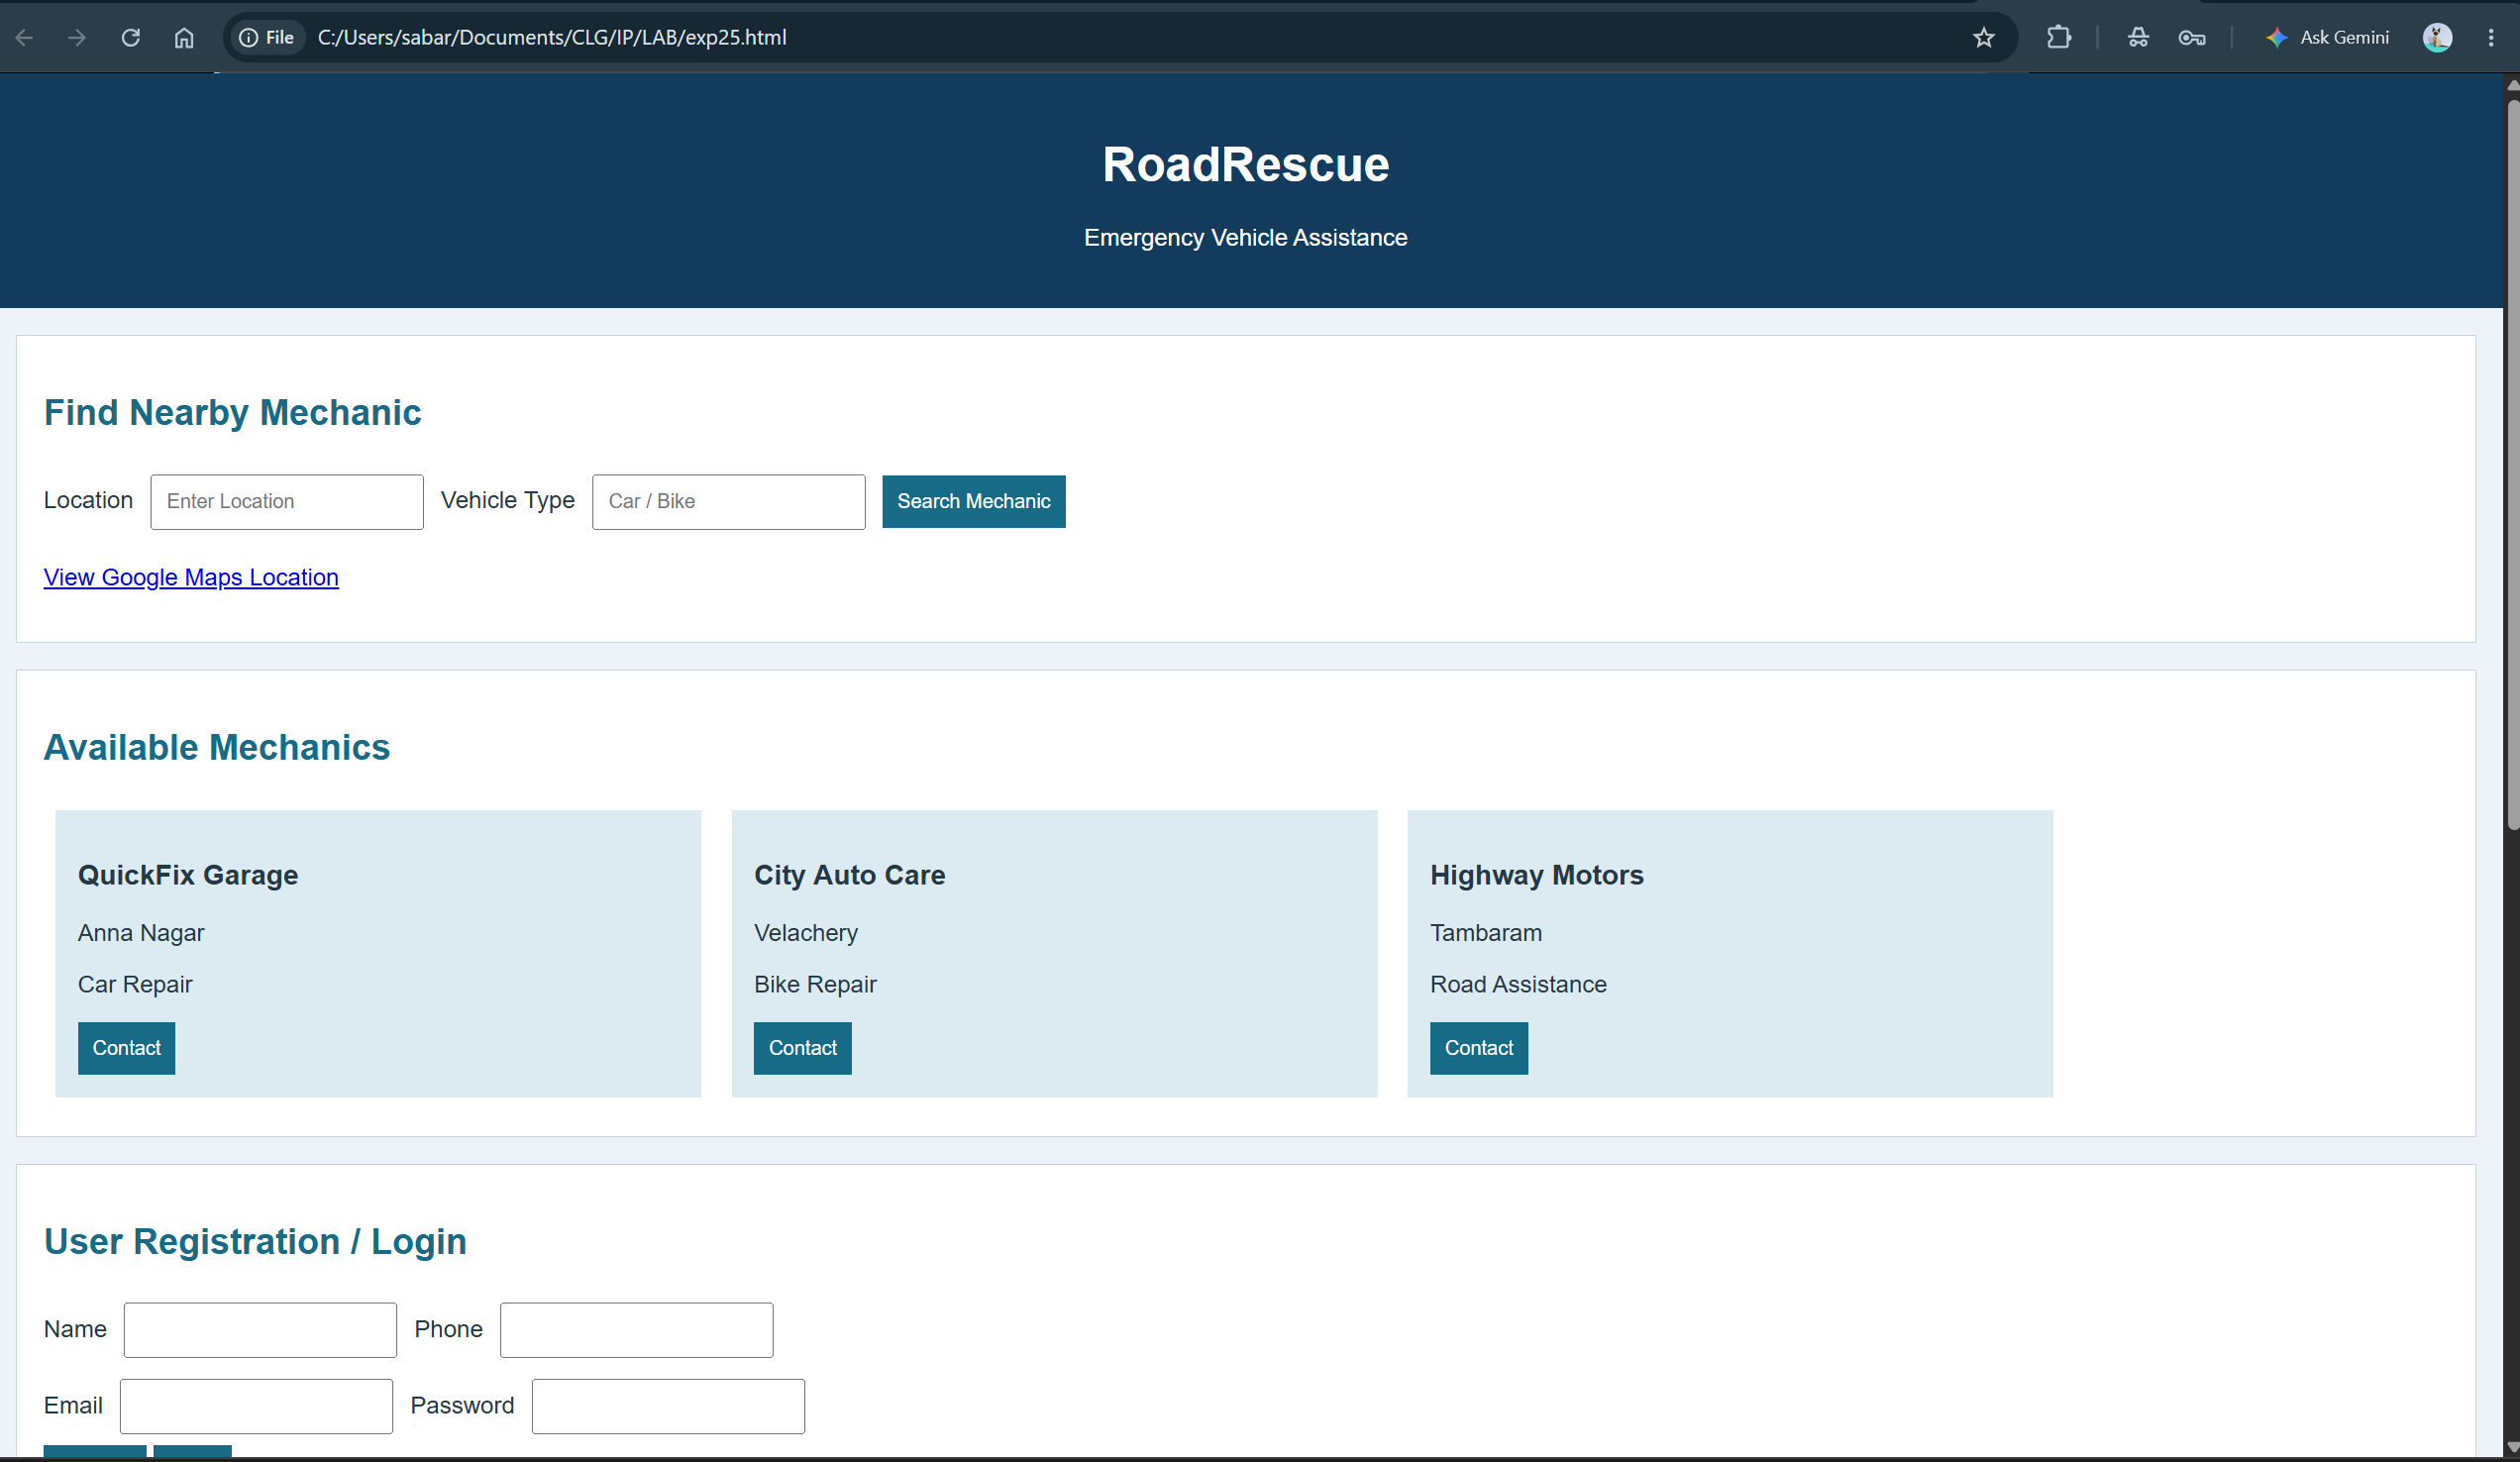 File C:/Users/sabar/Documents/CLG/IP/LAB/exp25.html Ask Gemini
RoadRescue
Emergency Vehicle Assistance
Find Nearby Mechanic
Location Enter Location Vehicle Type Car / Bike Search Mechanic
View Google Maps Location
Available Mechanics
QuickFix Garage City Auto Care Highway Motors
Anna Nagar Velachery Tambaram
Car Repair Bike Repair Road Assistance
Contact Contact Contact
User Registration / Login
Name Phone
Email Password